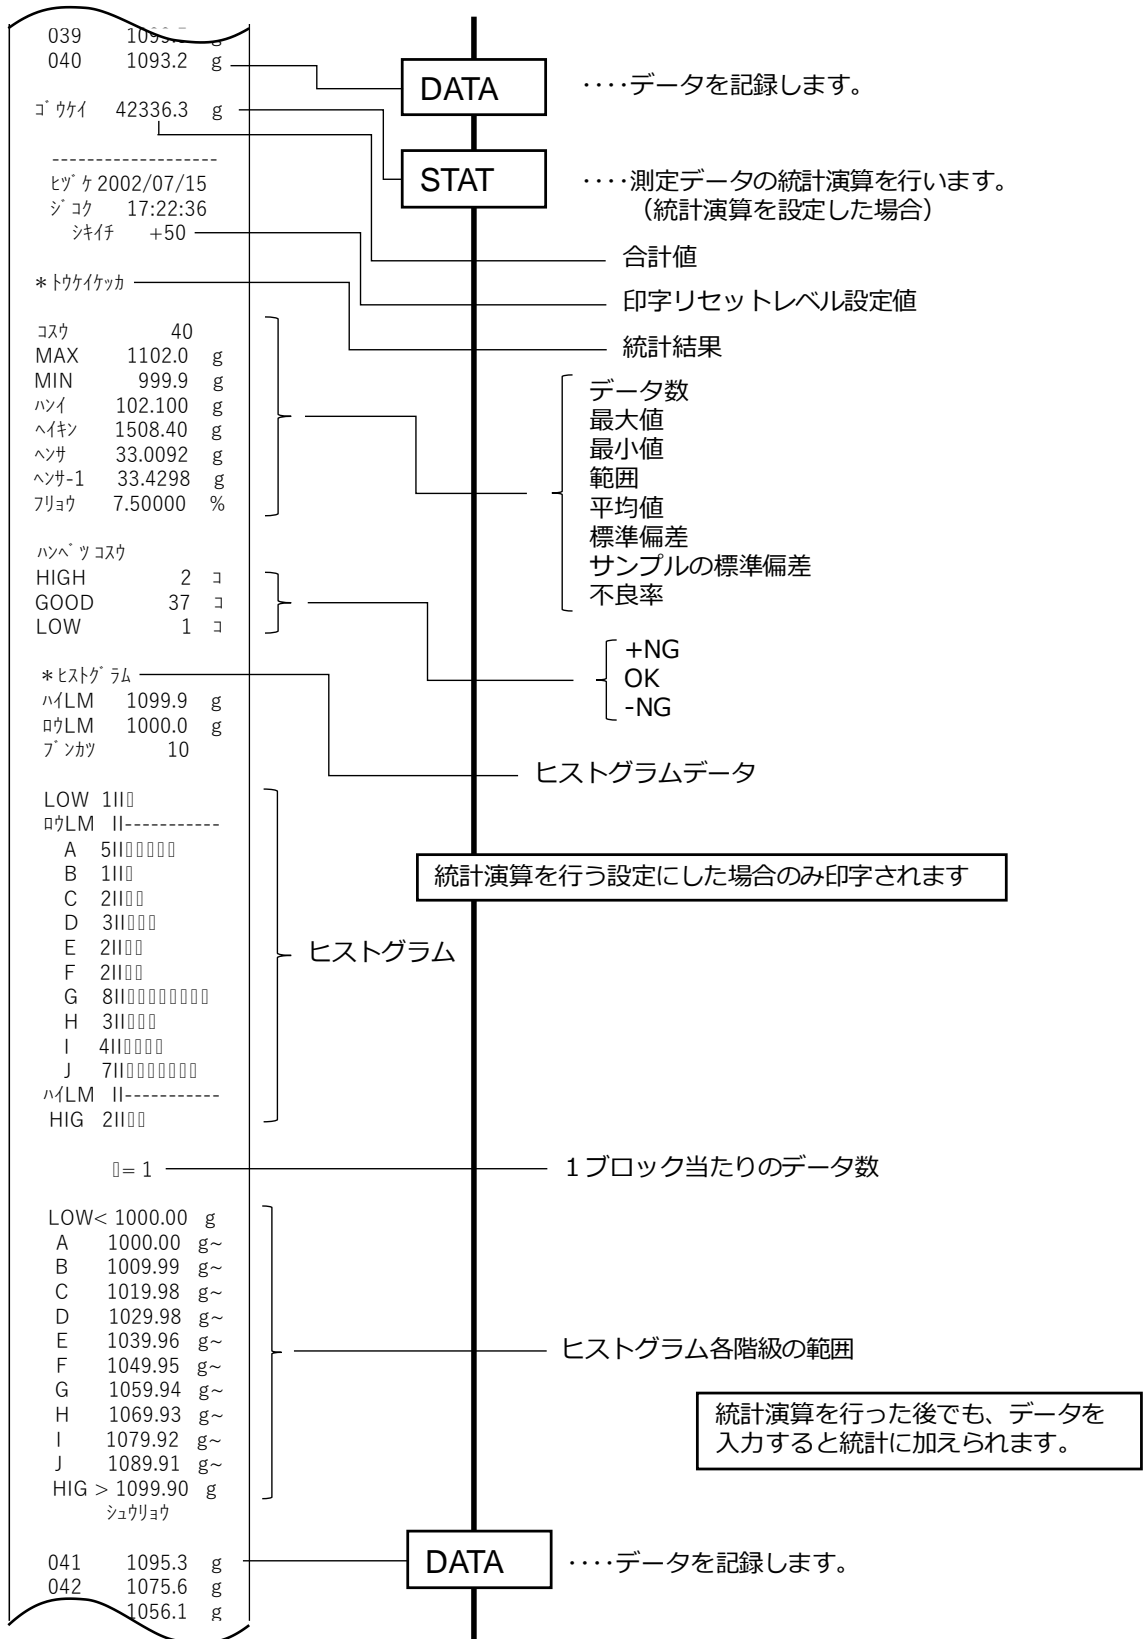 039 1099.5 g
040 1093.2 g
ｺﾞｳｹｲ 42336.3 g
-------------------
ﾋﾂﾞｹ 2002/07/15
ｼﾞｺｸ 17:22:36
ｼｷｲﾁ +50
＊ﾄｳｹｲｹｯｶ
ｺｽｳ 40
MAX 1102.0 g
MIN 999.9 g
ﾊﾝｲ 102.100 g
ﾍｲｷﾝ 1508.40 g
ﾍﾝｻ 33.0092 g
ﾍﾝｻ-1 33.4298 g
ﾌﾘｮｳ 7.50000 %
ﾊﾝﾍﾞﾂ ｺｽｳ
HIGH 2 ｺ
GOOD 37 ｺ
LOW 1 ｺ
＊ﾋｽﾄｸﾞﾗﾑ
ﾊｲLM 1099.9 g
ﾛｳLM 1000.0 g
ﾌﾞﾝｶﾂ 10
LOW 1II▯
ﾛｳLM II-----------
A 5II▯▯▯▯▯
B 1II▯
C 2II▯▯
D 3II▯▯▯
E 2II▯▯
F 2II▯▯
G 8II▯▯▯▯▯▯▯▯
H 3II▯▯▯
I 4II▯▯▯▯
J 7II▯▯▯▯▯▯▯
ﾊｲLM II-----------
HIG 2II▯▯
▯= 1
LOW< 1000.00 g
A 1000.00 g~
B 1009.99 g~
C 1019.98 g~
D 1029.98 g~
E 1039.96 g~
F 1049.95 g~
G 1059.94 g~
H 1069.93 g~
I 1079.92 g~
J 1089.91 g~
HIG > 1099.90 g
ｼｭｳﾘｮｳ
041 1095.3 g
042 1075.6 g
1056.1 g
DATA ････データを記録します。
STAT ････測定データの統計演算を行います。
（統計演算を設定した場合）
合計値
印字リセットレベル設定値
統計結果
データ数
最大値
最小値
範囲
平均値
標準偏差
サンプルの標準偏差
不良率
+NG
OK
-NG
ヒストグラムデータ
統計演算を行う設定にした場合のみ印字されます
ヒストグラム
１ブロック当たりのデータ数
ヒストグラム各階級の範囲
統計演算を行った後でも、データを
入力すると統計に加えられます。
DATA ････データを記録します。